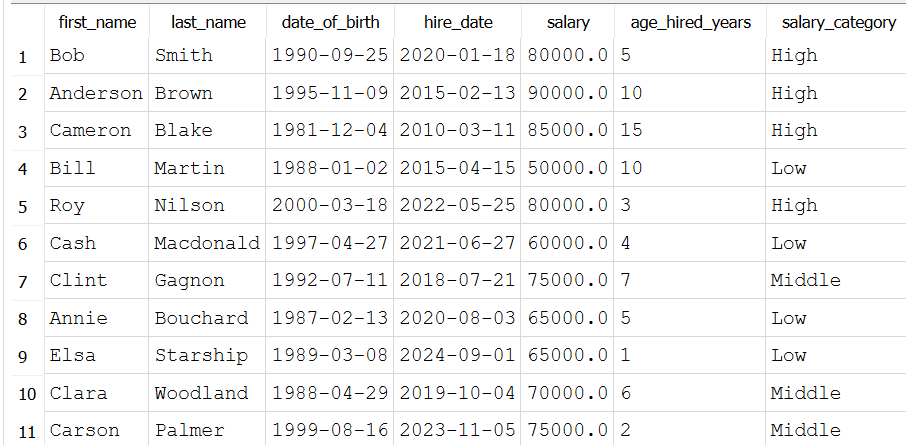 first_name last_name date_of_birth hire_date salary age_hired_years salary_category
1 Bob Smith 1990-09-25 2020-01-18 80000.0 5 High
2 Anderson Brown 1995-11-09 2015-02-13 90000.0 10 High
3 Cameron Blake 1981-12-04 2010-03-11 85000.0 15 High
4 Bill Martin 1988-01-02 2015-04-15 50000.0 10 Low
5 Roy Nilson 2000-03-18 2022-05-25 80000.0 3 High
6 Cash Macdonald 1997-04-27 2021-06-27 60000.0 4 Low
7 Clint Gagnon 1992-07-11 2018-07-21 75000.0 7 Middle
8 Annie Bouchard 1987-02-13 2020-08-03 65000.0 5 Low
9 Elsa Starship 1989-03-08 2024-09-01 65000.0 1 Low
10 Clara Woodland 1988-04-29 2019-10-04 70000.0 6 Middle
11 Carson Palmer 1999-08-16 2023-11-05 75000.0 2 Middle